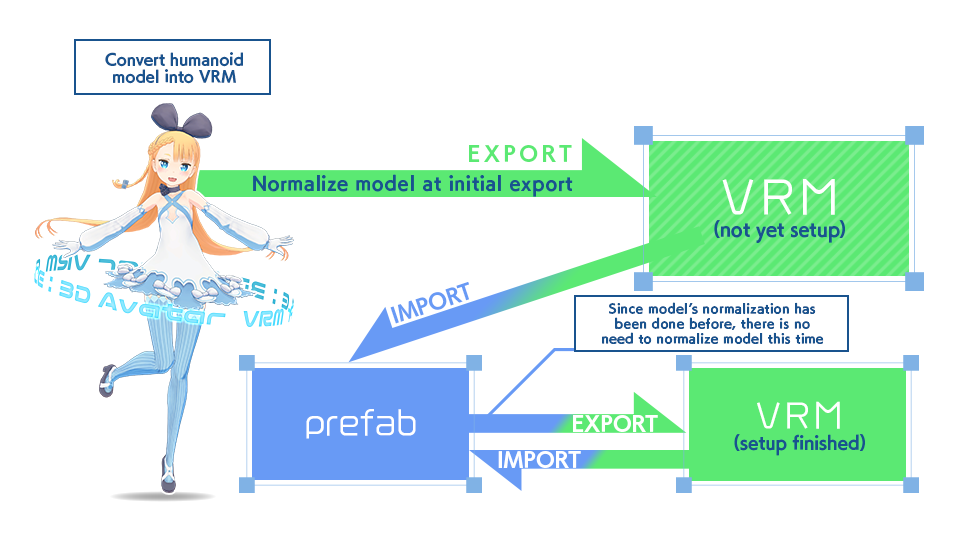 Convert humanoid
model into VRM
EXPORT
Normalize model at initial export
VRM
(not yet setup)
IMPORT
: 3D Avatar VRM
Since model's normalization has
been done before, there is no
need to normalize model this time
prefab
EXPORT
IMPORT
VRM
(setup finished)